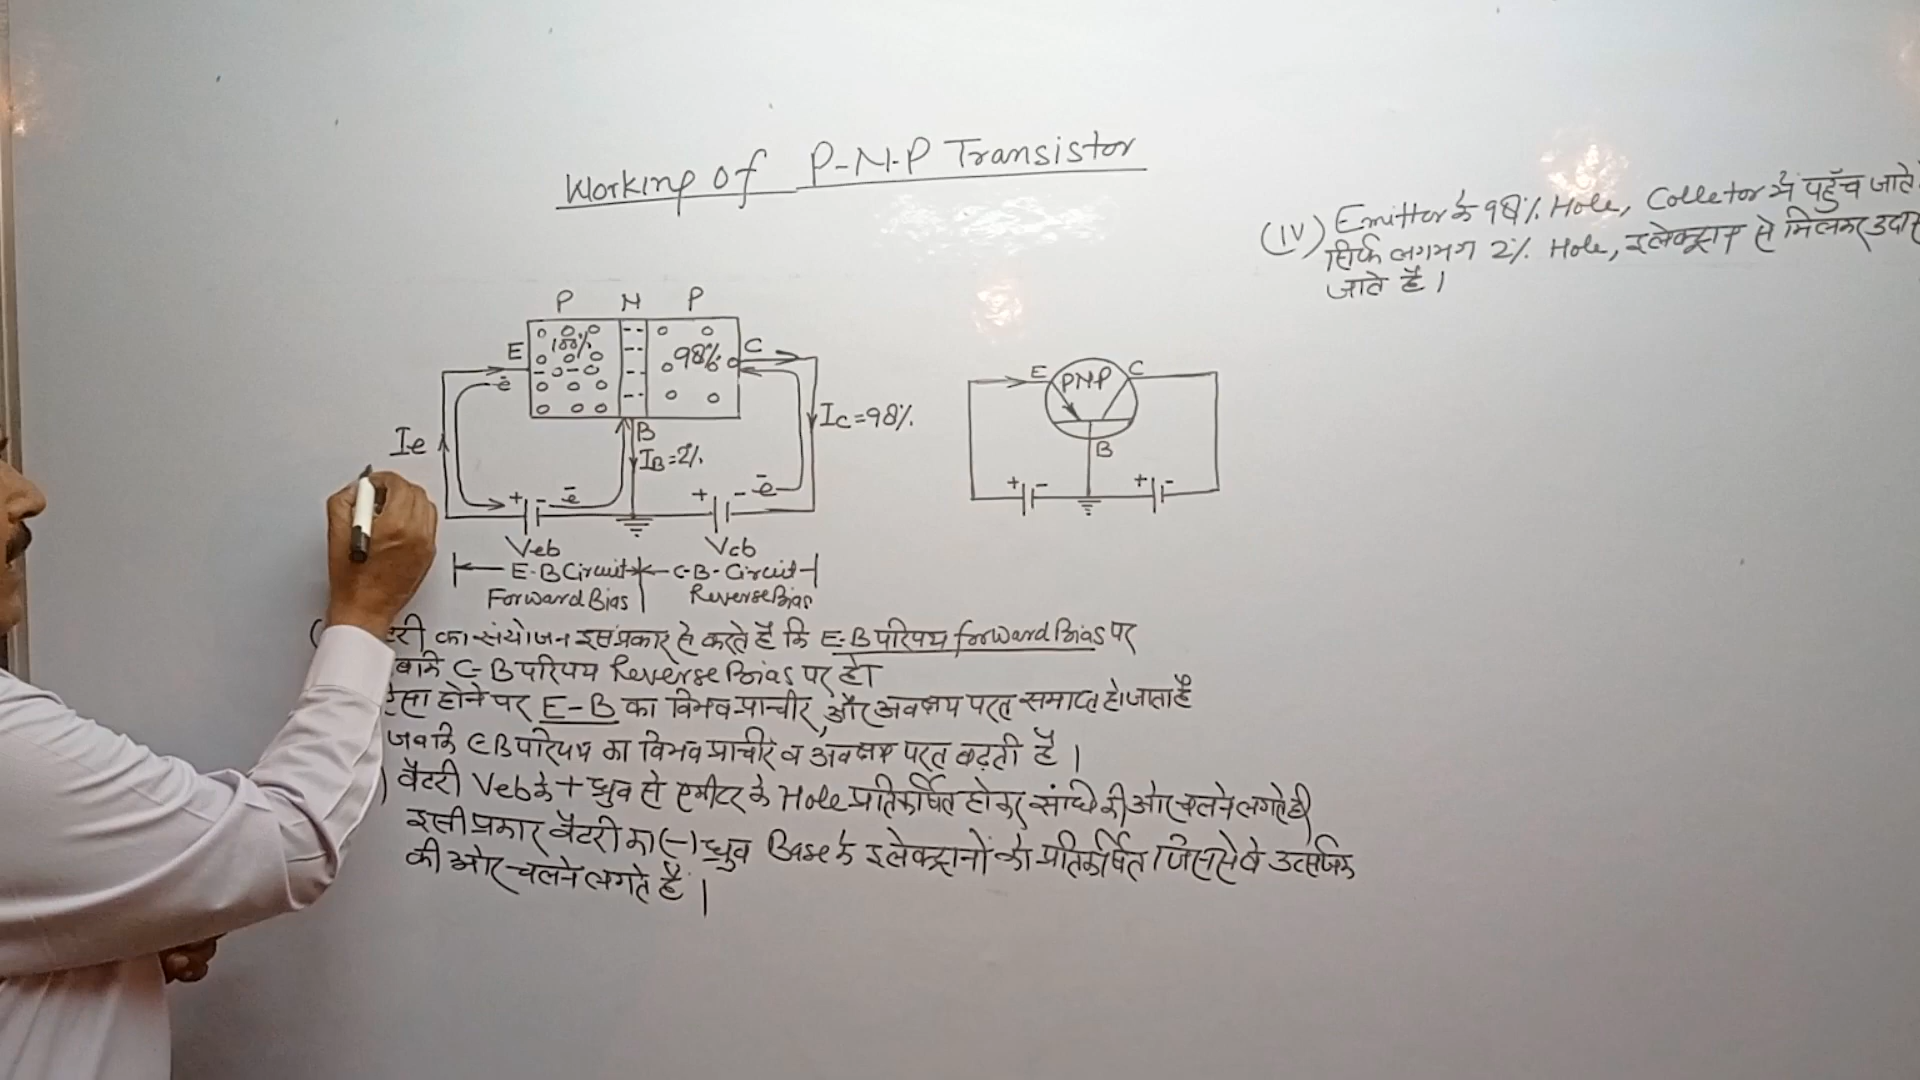 Working of P-N-P Transistor
(IV) Emitter के 98% Hole, Colletor में पहुँच जाते
सिर्फ लगभग 2% Hole, इलेक्ट्रान से मिलकर
जाते है।
P N P
100%
98%
E
C
e
Ie
B
IB=2%
Ic=98%
+ - e
+ - e
Veb
Vcb
E-B Circuit
C-B-Circuit
Forward Bias
Reverse Bias
E
PNP
C
B
+ -
+ -
का संयोजन इस प्रकार से करते है कि E-B परिपथ forward Bias पर
C-B परिपथ Reverse Bias पर हो
ऐसा होने पर E-B का विभव प्राचीर, और अवक्षय परत समाप्त हो जाता है
जबकि CB परिपथ का विभव प्राचीर व अवक्षय परत बढ़ती है।
) बैटरी Veb के + ध्रुव से एमीटर के Hole प्रतिकर्षित होकर संधि की ओर चलने लगते है
इसी प्रकार बैटरी का (-) ध्रुव Base के इलेक्ट्रानों को प्रतिकर्षित जिससे वे उत्सर्जक
की ओर चलने लगते है।